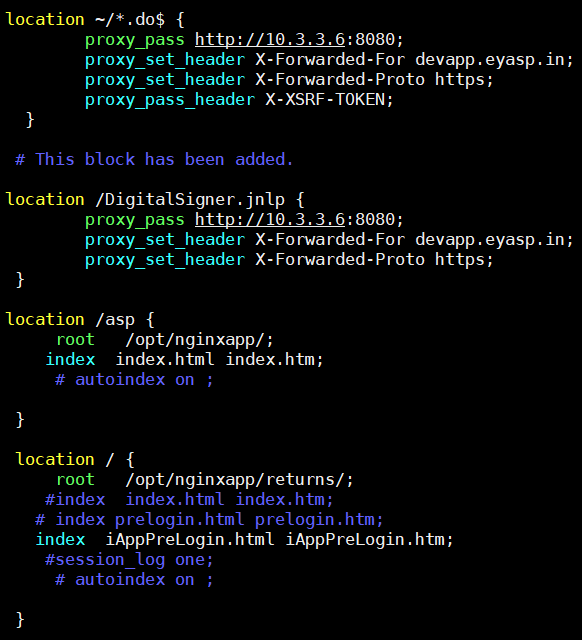 location ~/*.do$ {
proxy_pass http://10.3.3.6:8080;
proxy_set_header X-Forwarded-For devapp.eyasp.in;
proxy_set_header X-Forwarded-Proto https;
proxy_pass_header X-XSRF-TOKEN;
}
# This block has been added.
location /DigitalSigner.jnlp {
proxy_pass http://10.3.3.6:8080;
proxy_set_header X-Forwarded-For devapp.eyasp.in;
proxy_set_header X-Forwarded-Proto https;
}
location /asp {
root /opt/nginxapp/;
index index.html index.htm;
# autoindex on ;
}
location / {
root /opt/nginxapp/returns/;
#index index.html index.htm;
# index prelogin.html prelogin.htm;
index iAppPreLogin.html iAppPreLogin.htm;
#session_log one;
# autoindex on ;
}